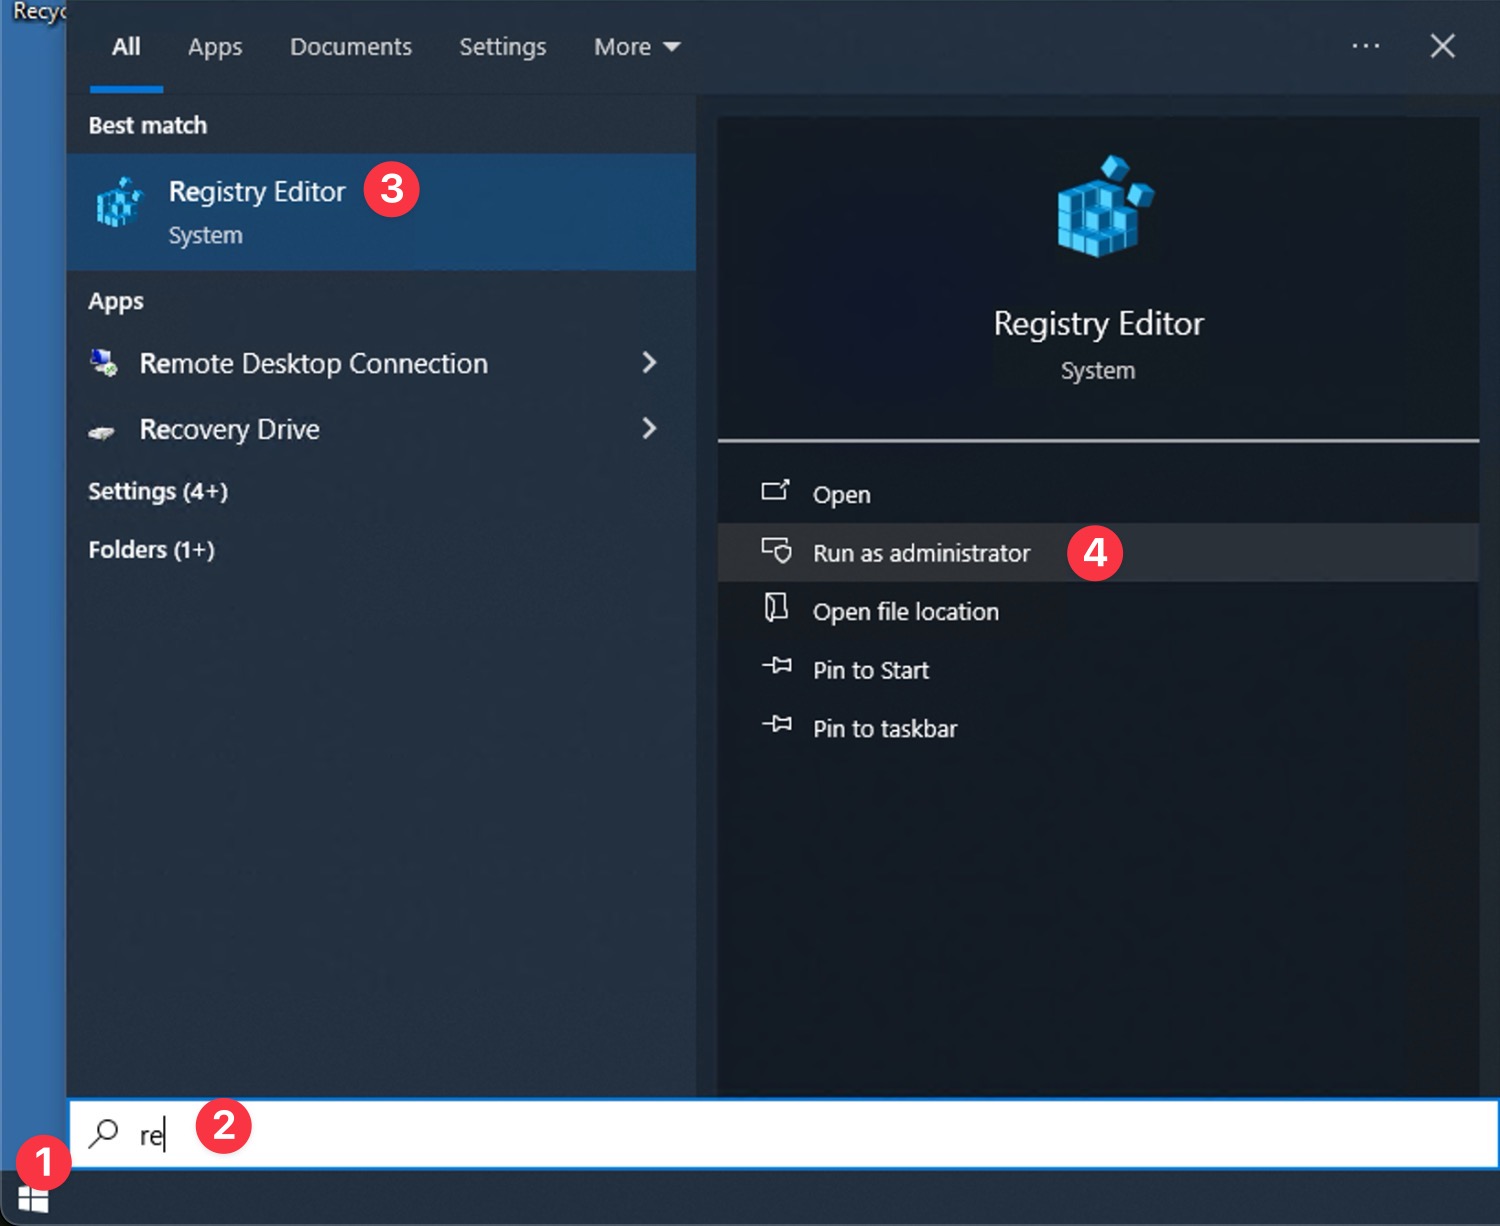 Recyc
All Apps Documents Settings More
Best match
Registry Editor 3
System
Apps
Remote Desktop Connection
Recovery Drive
Settings (4+)
Folders (1+)
Registry Editor
System
Open
Run as administrator 4
Open file location
Pin to Start
Pin to taskbar
re 2
1